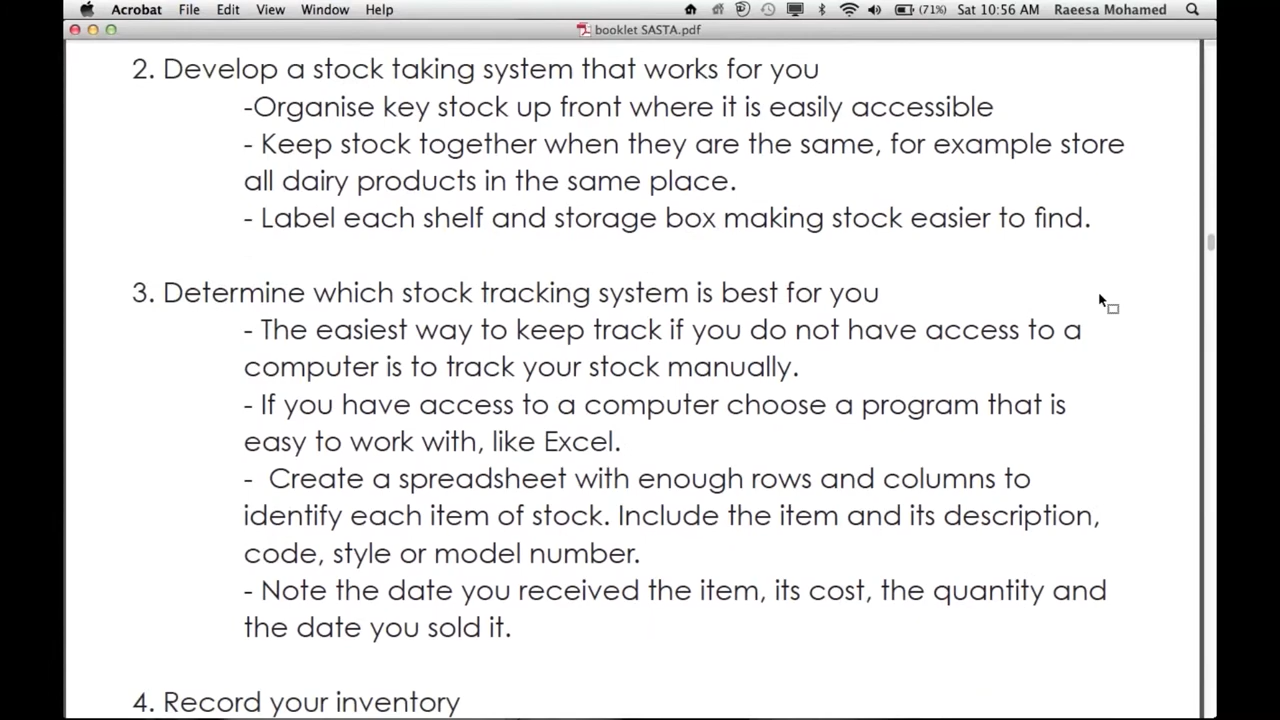 Acrobat File Edit View Window Help (71%) Sat 10:56 AM Raeesa Mohamed
booklet SASTA.pdf
2. Develop a stock taking system that works for you
-Organise key stock up front where it is easily accessible
- Keep stock together when they are the same, for example store
all dairy products in the same place.
- Label each shelf and storage box making stock easier to find.
3. Determine which stock tracking system is best for you
- The easiest way to keep track if you do not have access to a
computer is to track your stock manually.
- If you have access to a computer choose a program that is
easy to work with, like Excel.
- Create a spreadsheet with enough rows and columns to
identify each item of stock. Include the item and its description,
code, style or model number.
- Note the date you received the item, its cost, the quantity and
the date you sold it.
4. Record your inventory